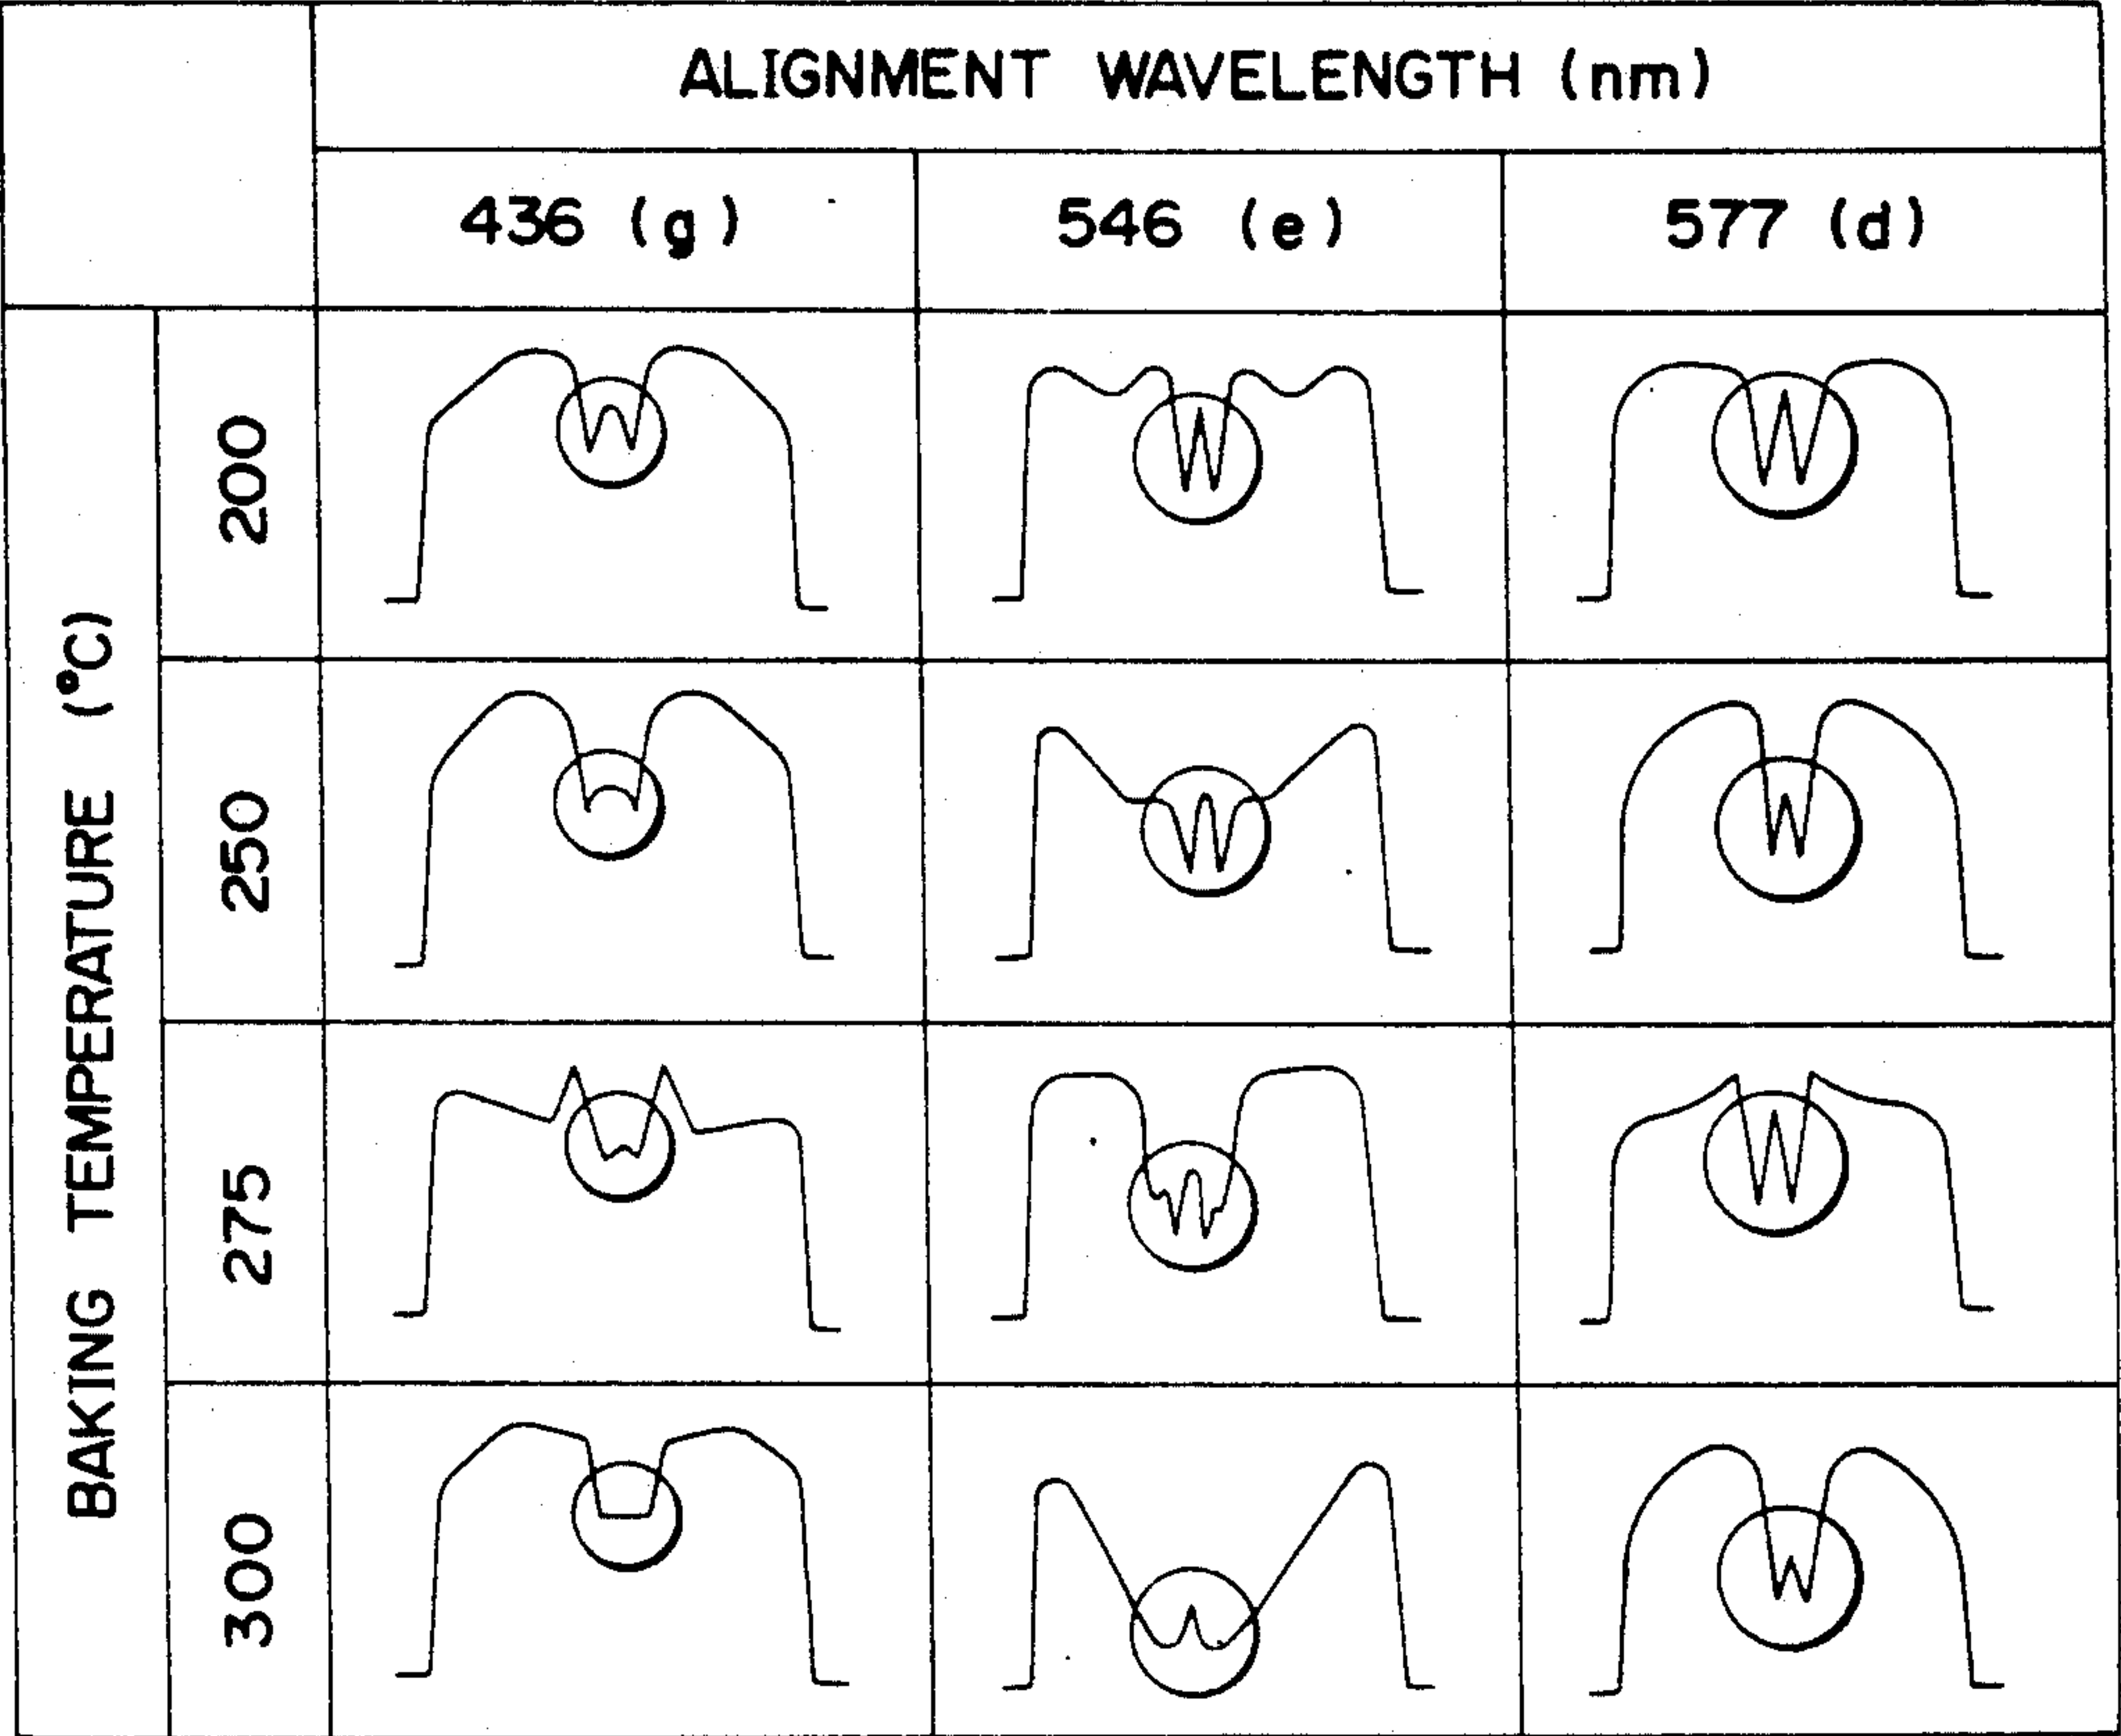 ALIGNMENT WAVELENGTH (nm)
436 (g) 546 (e) 577 (d)
BAKING TEMPERATURE (°C)
200
250
275
300